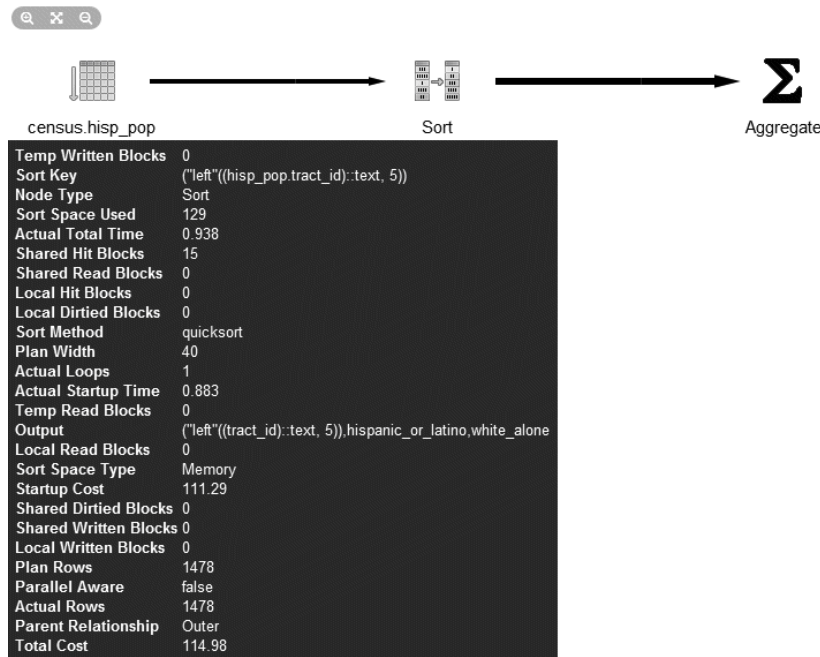 census.hisp_pop
Sort
Aggregate
Temp Written Blocks 0
Sort Key ("left"((hisp_pop.tract_id)::text, 5))
Node Type Sort
Sort Space Used 129
Actual Total Time 0.938
Shared Hit Blocks 15
Shared Read Blocks 0
Local Hit Blocks 0
Local Dirtied Blocks 0
Sort Method quicksort
Plan Width 40
Actual Loops 1
Actual Startup Time 0.883
Temp Read Blocks 0
Output ("left"((tract_id)::text, 5)),hispanic_or_latino,white_alone
Local Read Blocks 0
Sort Space Type Memory
Startup Cost 111.29
Shared Dirtied Blocks 0
Shared Written Blocks 0
Local Written Blocks 0
Plan Rows 1478
Parallel Aware false
Actual Rows 1478
Parent Relationship Outer
Total Cost 114.98